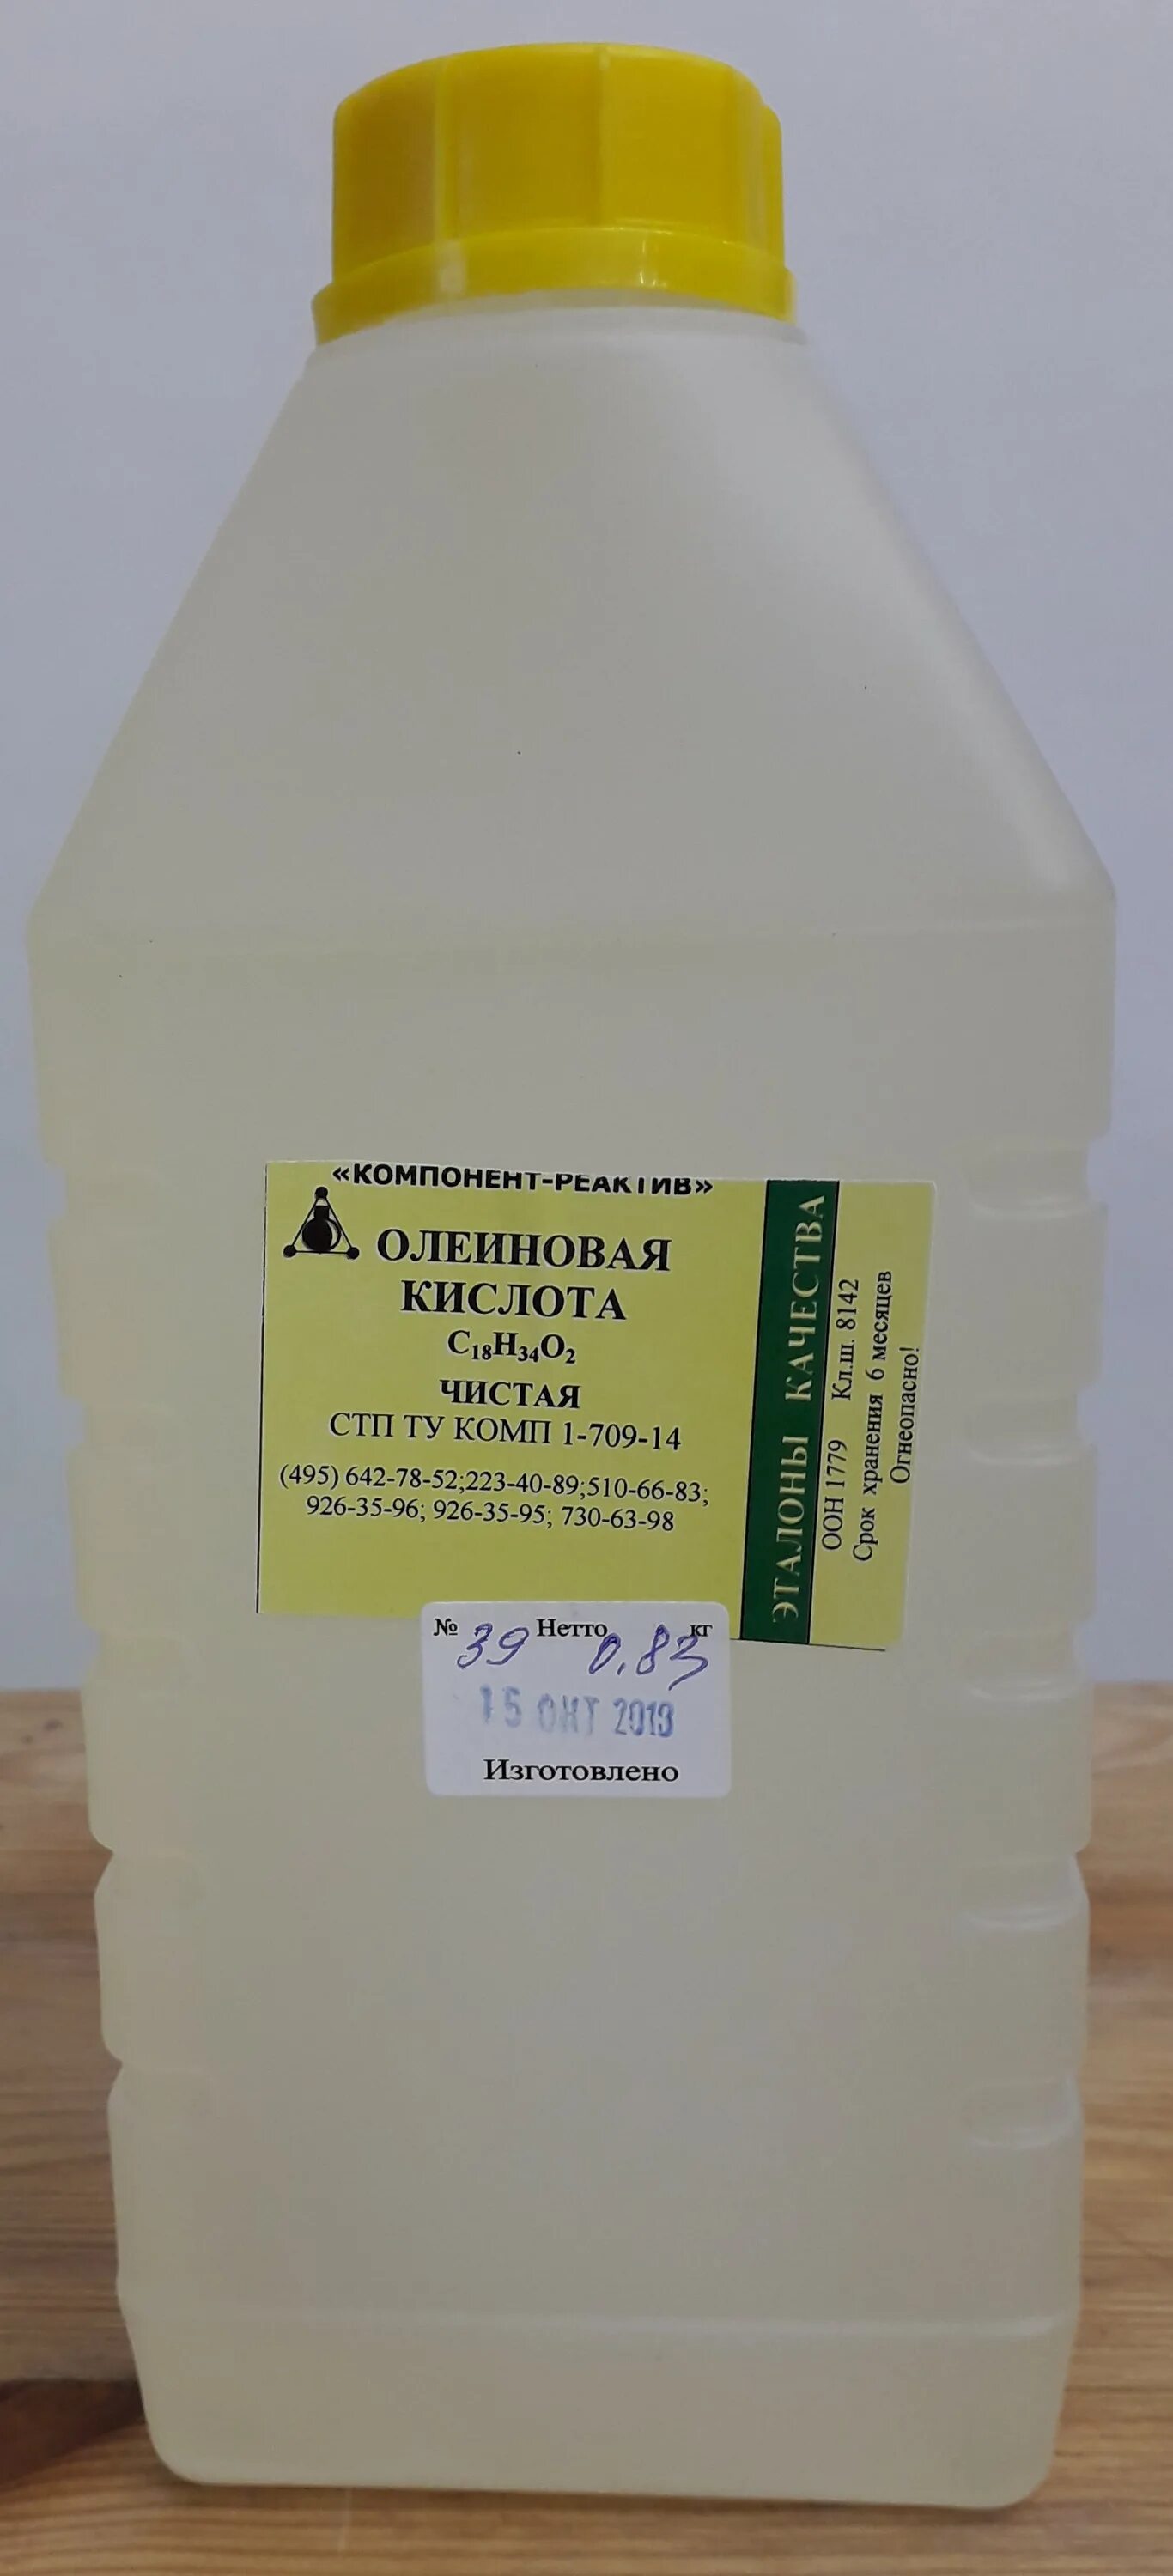 «КОМПОНЕНТ-РЕАКТИВ»
ОЛЕИНОВАЯ
КИСЛОТА
C₁₈H₃₄O₂
ЧИСТАЯ
СТП ТУ КОМП 1-709-14
(495) 642-78-52;223-40-89;510-66-83;
926-35-96; 926-35-95; 730-63-98
ЭТАЛОНЫ КАЧЕСТВА
ООН 1779 Кл.ш. 8142
Срок хранения 6 месяцев
Огнеопасно!
№ 39 Нетто 0.83 кг
15 ОКТ 2019
Изготовлено